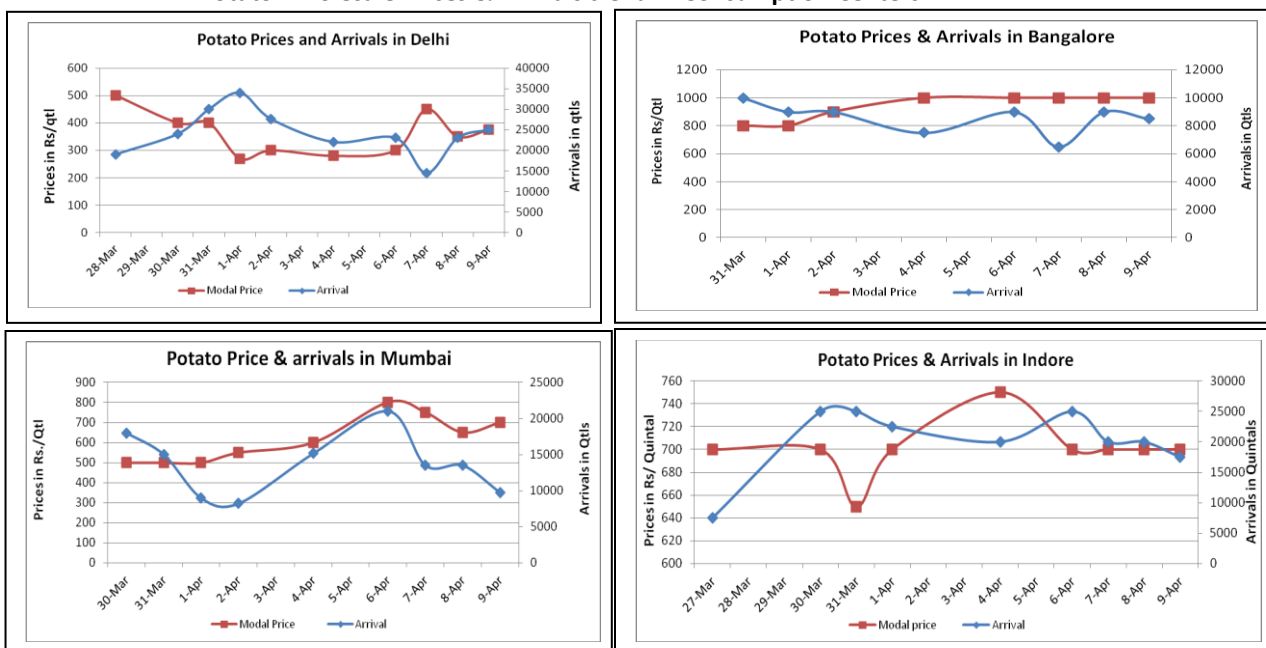 Potato Prices and Arrivals in Delhi
600
500
400
300
200
100
0
40000
35000
30000
25000
20000
15000
10000
5000
0
Prices in Rs/qtl
Arrivals in qtls
28-Mar
29-Mar
30-Mar
31-Mar
1-Apr
2-Apr
3-Apr
4-Apr
5-Apr
6-Apr
7-Apr
8-Apr
9-Apr
Modal Price
Arrival
Potato Prices & Arrivals in Bangalore
1200
1000
800
600
400
200
0
12000
10000
8000
6000
4000
2000
0
Prices in Rs/Qtl
Arrivals in Qtls
31-Mar
1-Apr
2-Apr
3-Apr
4-Apr
5-Apr
6-Apr
7-Apr
8-Apr
9-Apr
Modal Price
Arrival
Potato Price & arrivals in Mumbai
900
800
700
600
500
400
300
200
100
0
25000
20000
15000
10000
5000
0
Prices in Rs./Qtl
Arrivals in Qtls
30-Mar
31-Mar
1-Apr
2-Apr
3-Apr
4-Apr
5-Apr
6-Apr
7-Apr
8-Apr
9-Apr
Modal Price
Arrival
Potato Prices & Arrivals in Indore
760
740
720
700
680
660
640
620
600
30000
25000
20000
15000
10000
5000
0
Prices in Rs/ Quintal
Arrivals in Quintals
27-Mar
28-Mar
29-Mar
30-Mar
31-Mar
1-Apr
2-Apr
3-Apr
4-Apr
5-Apr
6-Apr
7-Apr
8-Apr
9-Apr
Modal price
Arrival